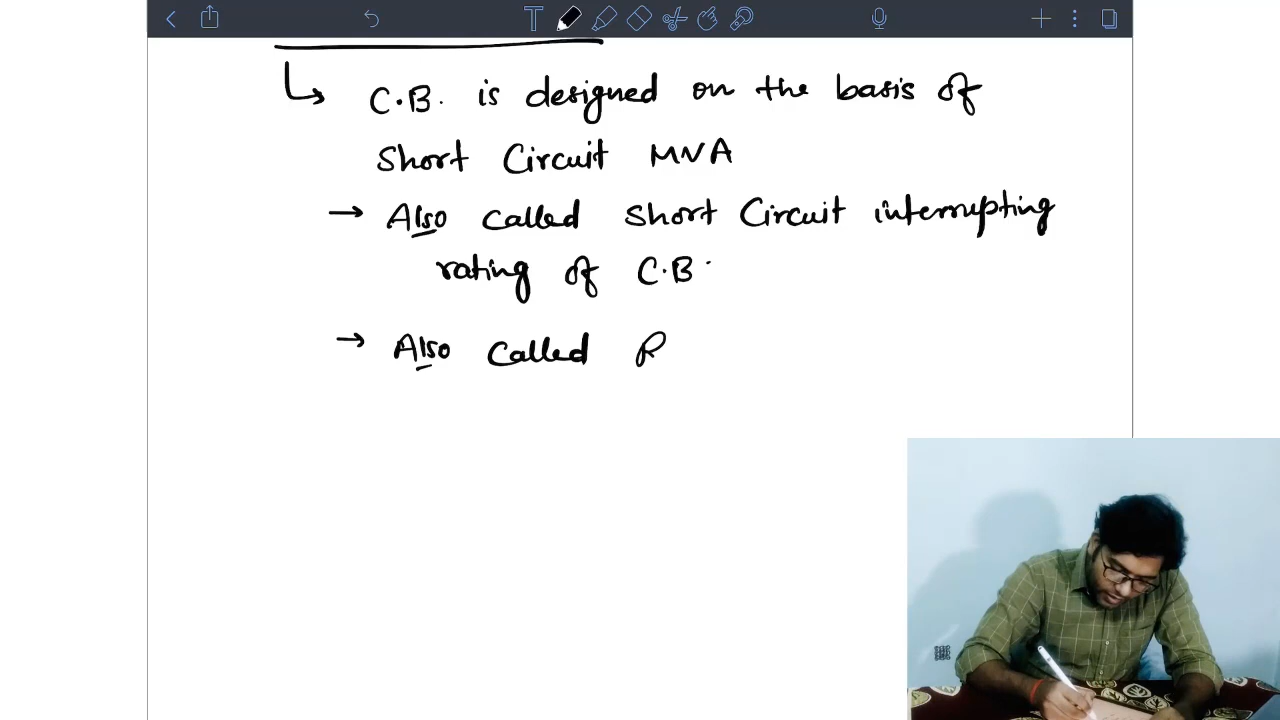 C.B. is designed on the basis of
Short Circuit MVA
→ Also called Short Circuit interrupting
rating of C.B.
→ Also called R